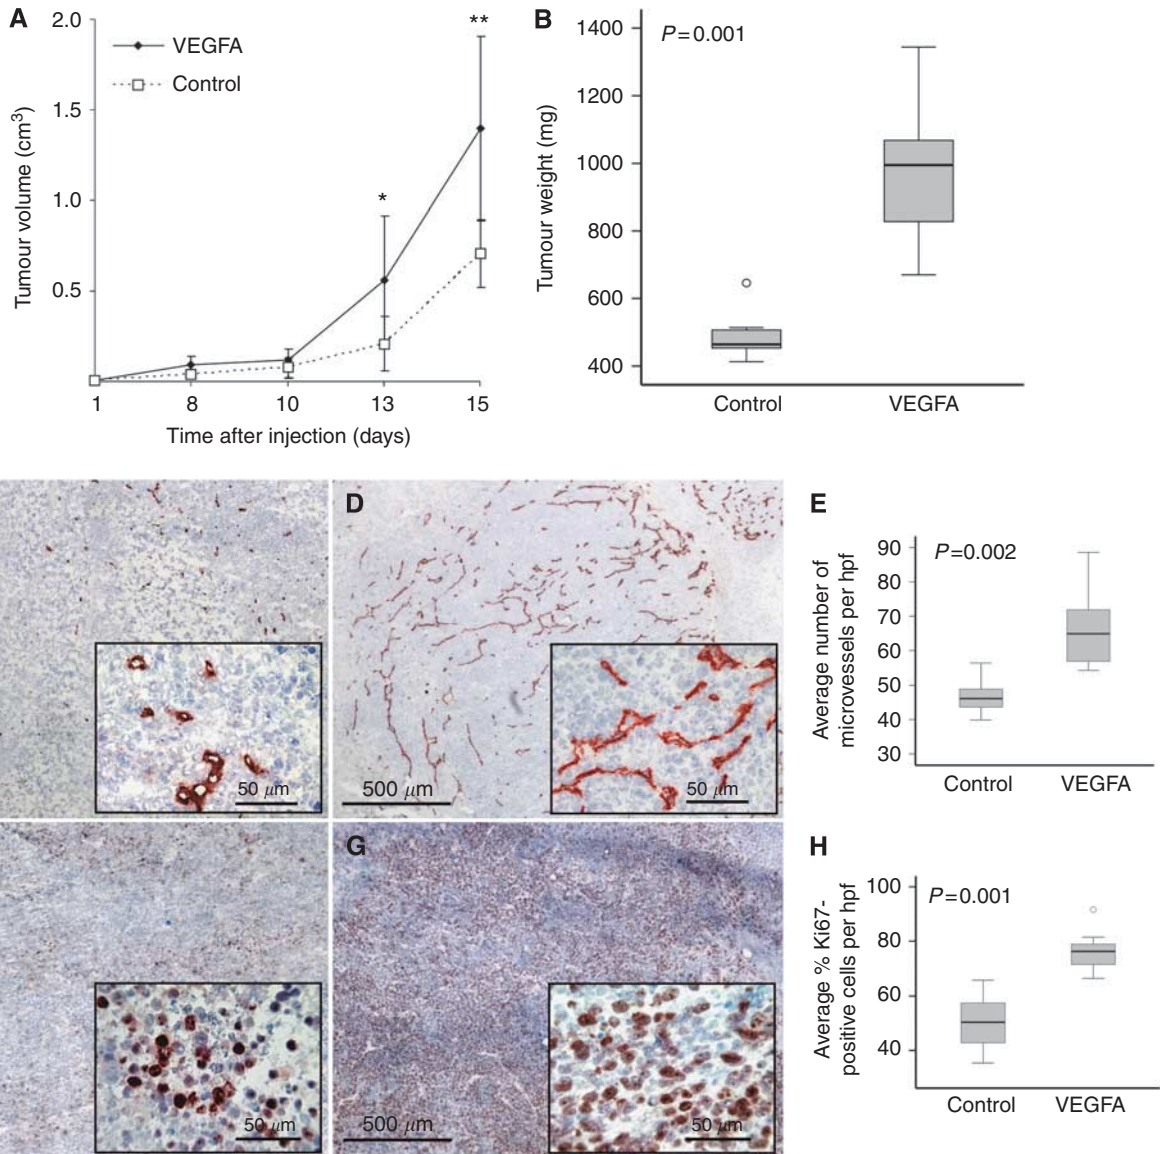 A
2.0
1.5
1.0
0.5
Tumour volume (cm³)
VEGFA
Control
*
**
1 8 10 13 15
Time after injection (days)
B
1400
1200
1000
800
600
400
Tumour weight (mg)
P=0.001
Control VEGFA
50 μm
D
500 μm
50 μm
E
90
80
70
60
50
40
30
Average number of
microvessels per hpf
P=0.002
Control VEGFA
50 μm
G
500 μm
50 μm
H
100
80
60
40
Average % Ki67-
positive cells per hpf
P=0.001
Control VEGFA